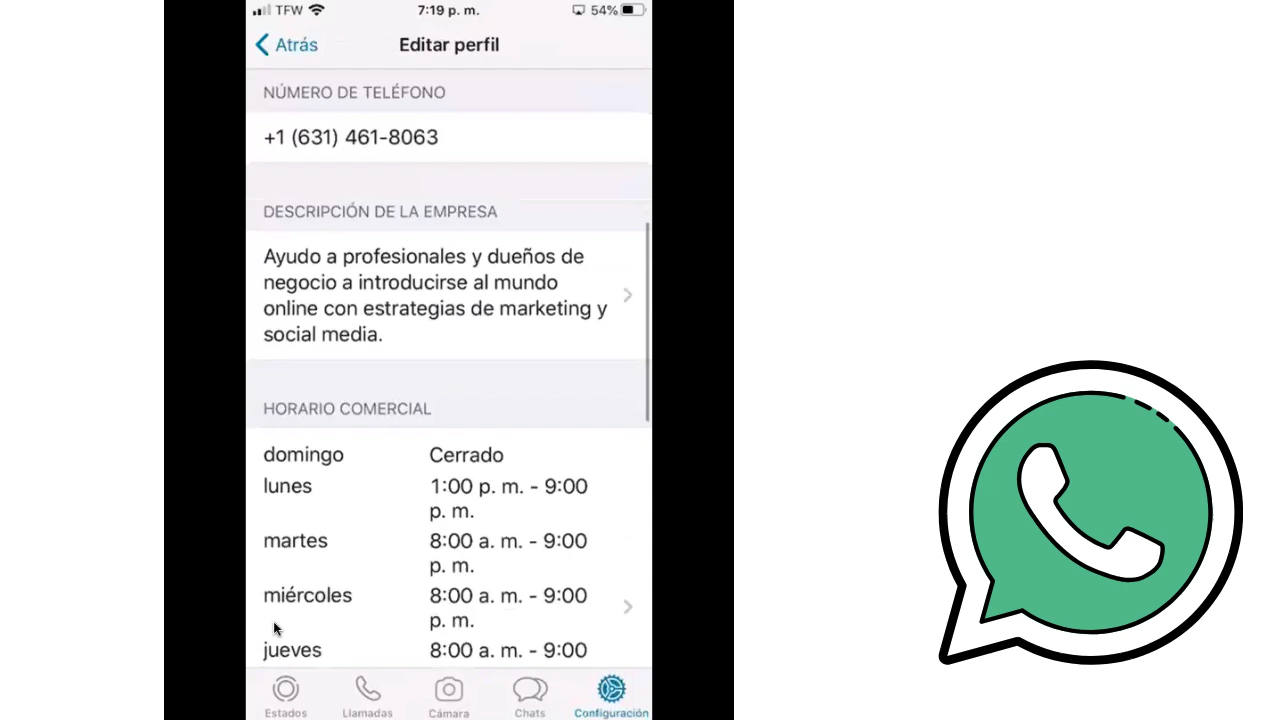 TFW 7:19 p. m. 54%
Atrás Editar perfil
NÚMERO DE TELÉFONO
+1 (631) 461-8063
DESCRIPCIÓN DE LA EMPRESA
Ayudo a profesionales y dueños de
negocio a introducirse al mundo
online con estrategias de marketing y
social media.
HORARIO COMERCIAL
domingo Cerrado
lunes 1:00 p. m. - 9:00
p. m.
martes 8:00 a. m. - 9:00
p. m.
miércoles 8:00 a. m. - 9:00
p. m.
jueves 8:00 a. m. - 9:00
Estados Llamadas Cámara Chats Configuración